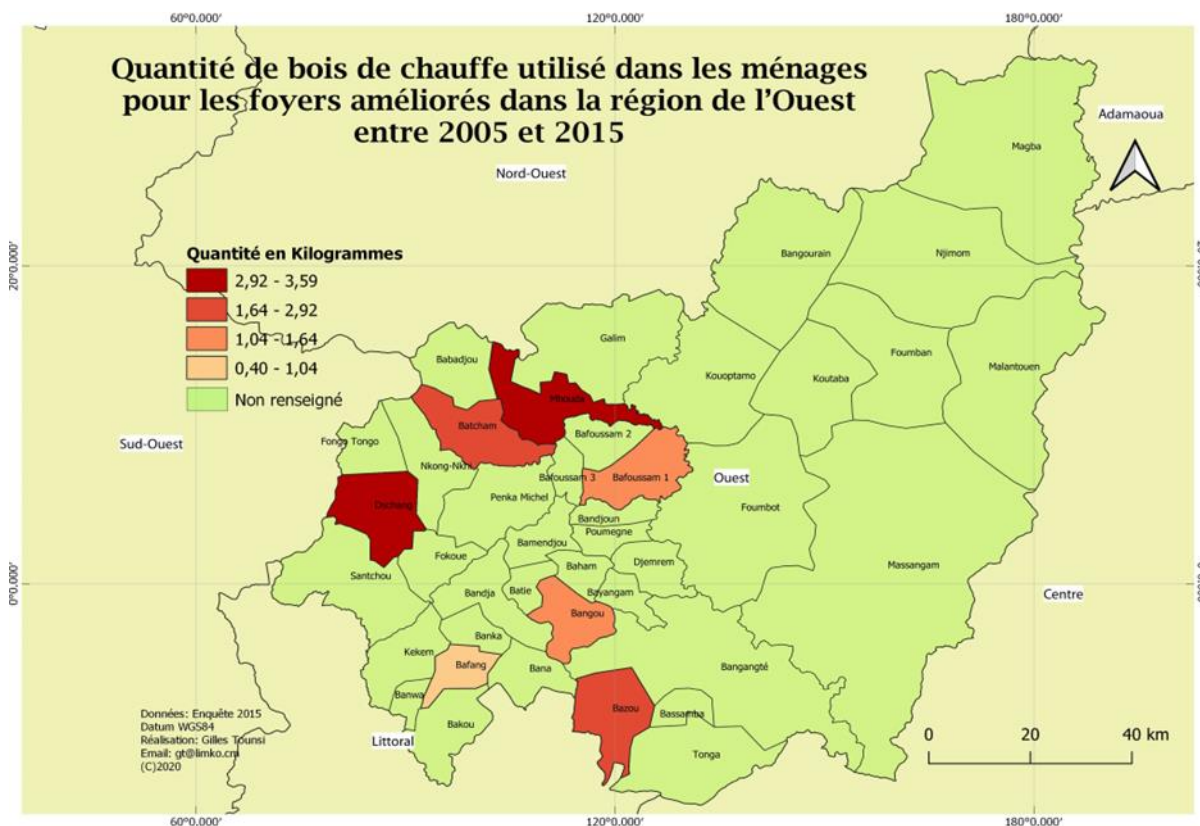 60°0.000′
120°0.000′
180°0.000′
Quantité de bois de chauffe utilisé dans les ménages
pour les foyers améliorés dans la région de l'Ouest
entre 2005 et 2015
Adamaoua
Magba
Nord-Ouest
Quantité en Kilogrammes
2,92 - 3,59
1,64 - 2,92
1,04 - 1,64
0,40 - 1,04
Non renseigné
Bangourain
Njimom
20°0.000′
Galim
Babadjou
Foumban
Malantouen
Kouoptamo
Koutaba
Mbouda
Batcham
Bafoussam 2
Sud-Ouest
Fongo Tongo
Nkong-Nkni
Bafoussam 3
Bafoussam 1
Ouest
Penka Michel
Dschang
Foumbot
Bandjoun
Poumegne
Bamendjou
Fokoue
Baham
Djemrem
Massangam
Santchou
0°0.000′
Bandja
Batie
Bayangam
Centre
Bangou
Banka
Kekem
Bafang
Bana
Bangangté
Banwa
Bazou
Bassamba
Bakou
Données: Enquête 2015
Datum WGS84
Réalisation: Gilles Tounsi
Email: gt@limko.cm
(C)2020
Littoral
Tonga
0 20 40 km
60°0.000′
120°0.000′
180°0.000′